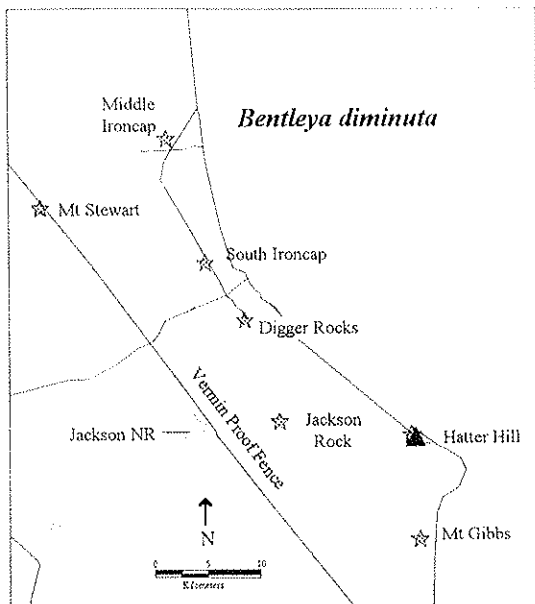 Bentleya diminuta
Middle
Ironcap
Mt Stewart
South Ironcap
Digger Rocks
Vermin Proof Fence
Jackson NR
Jackson
Rock
Hatter Hill
Mt Gibbs
N
0 5 10
Kilometers